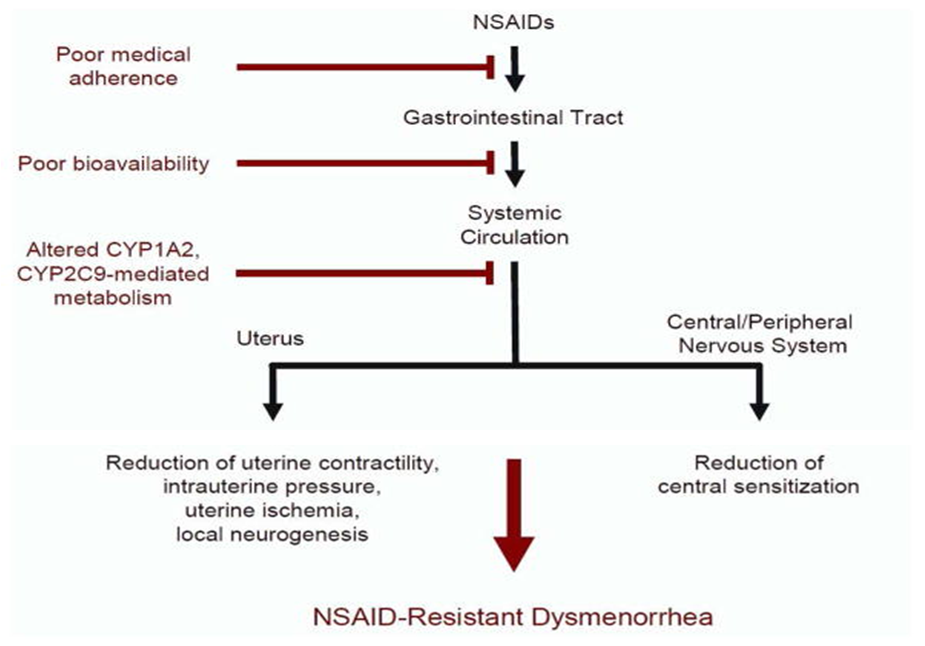 NSAIDs
Poor medical
adherence
Gastrointestinal Tract
Poor bioavailability
Systemic
Circulation
Altered CYP1A2,
CYP2C9-mediated
metabolism
Uterus
Central/Peripheral
Nervous System
Reduction of uterine contractility,
intrauterine pressure,
uterine ischemia,
local neurogenesis
Reduction of
central sensitization
NSAID-Resistant Dysmenorrhea